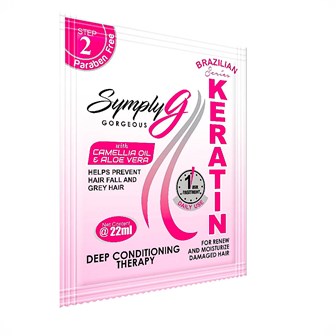 STEP
2
Paraben Free
BRAZILIAN
Series
KERATIN
Symply G
GORGEOUS
with
CAMELLIA OIL
& ALOE VERA
HELPS PREVENT
HAIR FALL AND
GREY HAIR
1
TREATMENT
DAILY USE
Net Content
@ 22ml
DEEP CONDITIONING
THERAPY
FOR RENEW
AND MOISTURIZE
DAMAGED HAIR